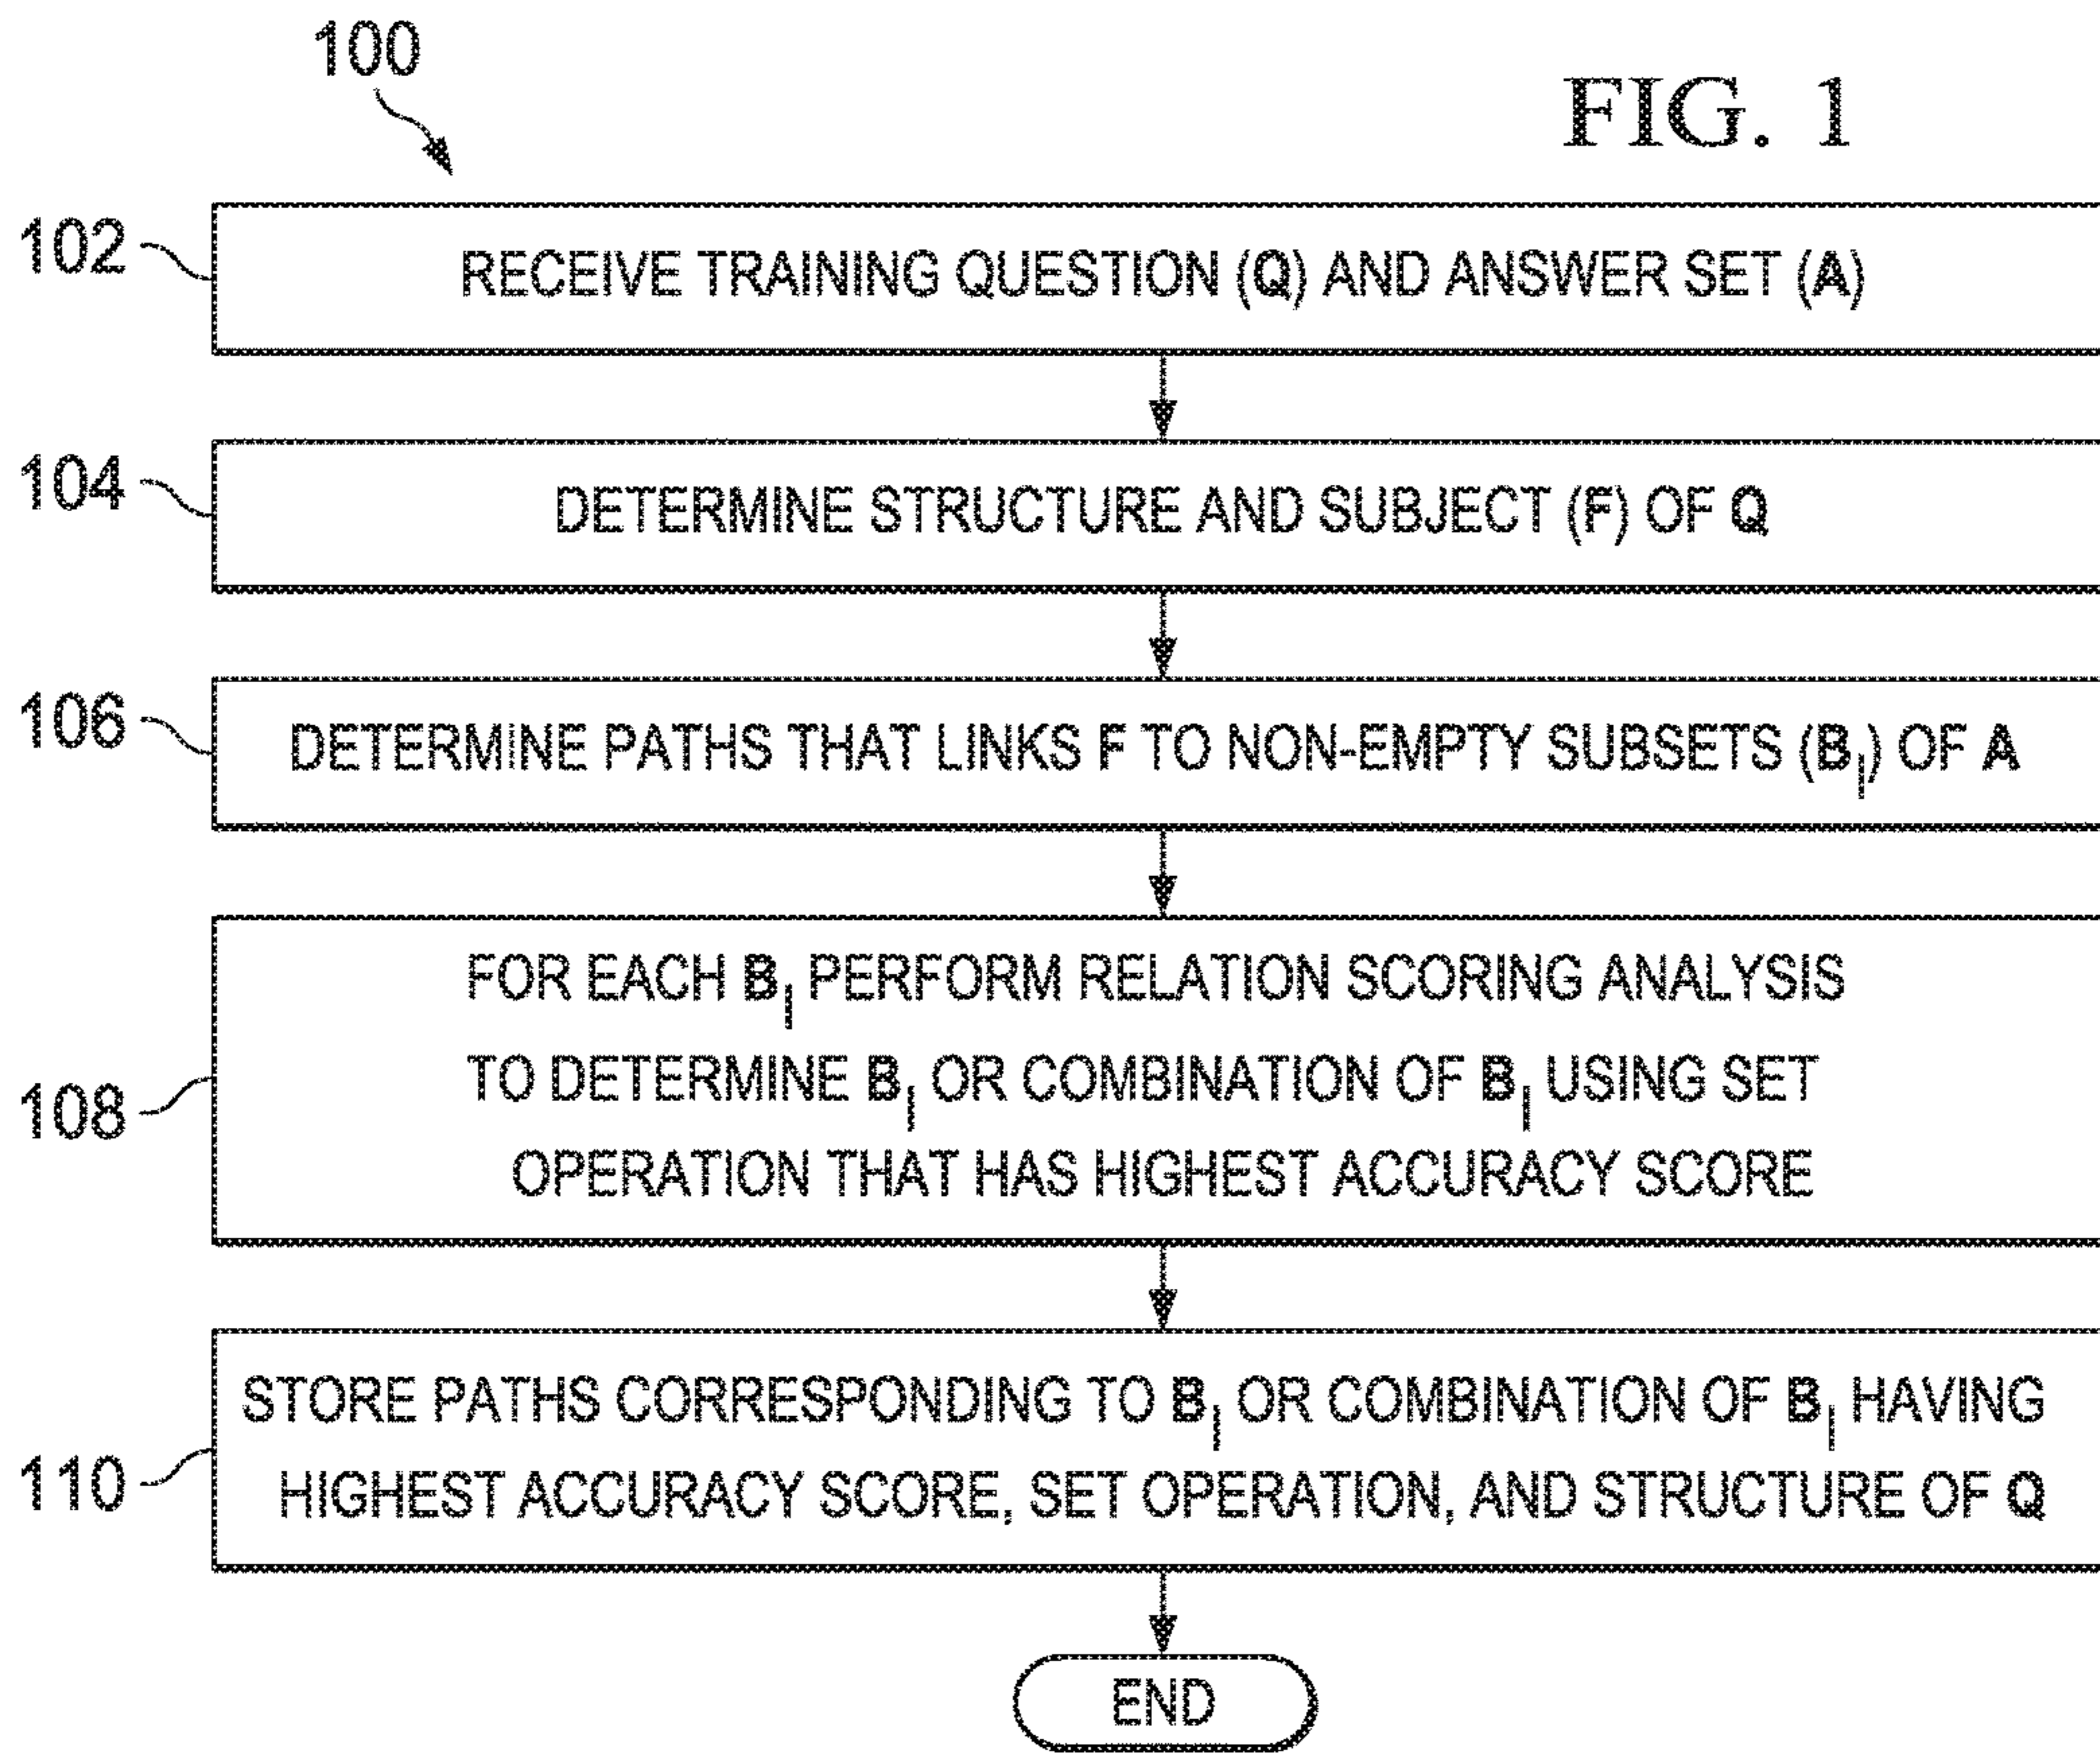 100
FIG. 1
102
RECEIVE TRAINING QUESTION (Q) AND ANSWER SET (A)
104
DETERMINE STRUCTURE AND SUBJECT (F) OF Q
106
DETERMINE PATHS THAT LINKS F TO NON-EMPTY SUBSETS (Bi) OF A
108
FOR EACH Bi PERFORM RELATION SCORING ANALYSIS
TO DETERMINE Bi OR COMBINATION OF Bi USING SET
OPERATION THAT HAS HIGHEST ACCURACY SCORE
110
STORE PATHS CORRESPONDING TO Bi OR COMBINATION OF Bi HAVING
HIGHEST ACCURACY SCORE, SET OPERATION, AND STRUCTURE OF Q
END